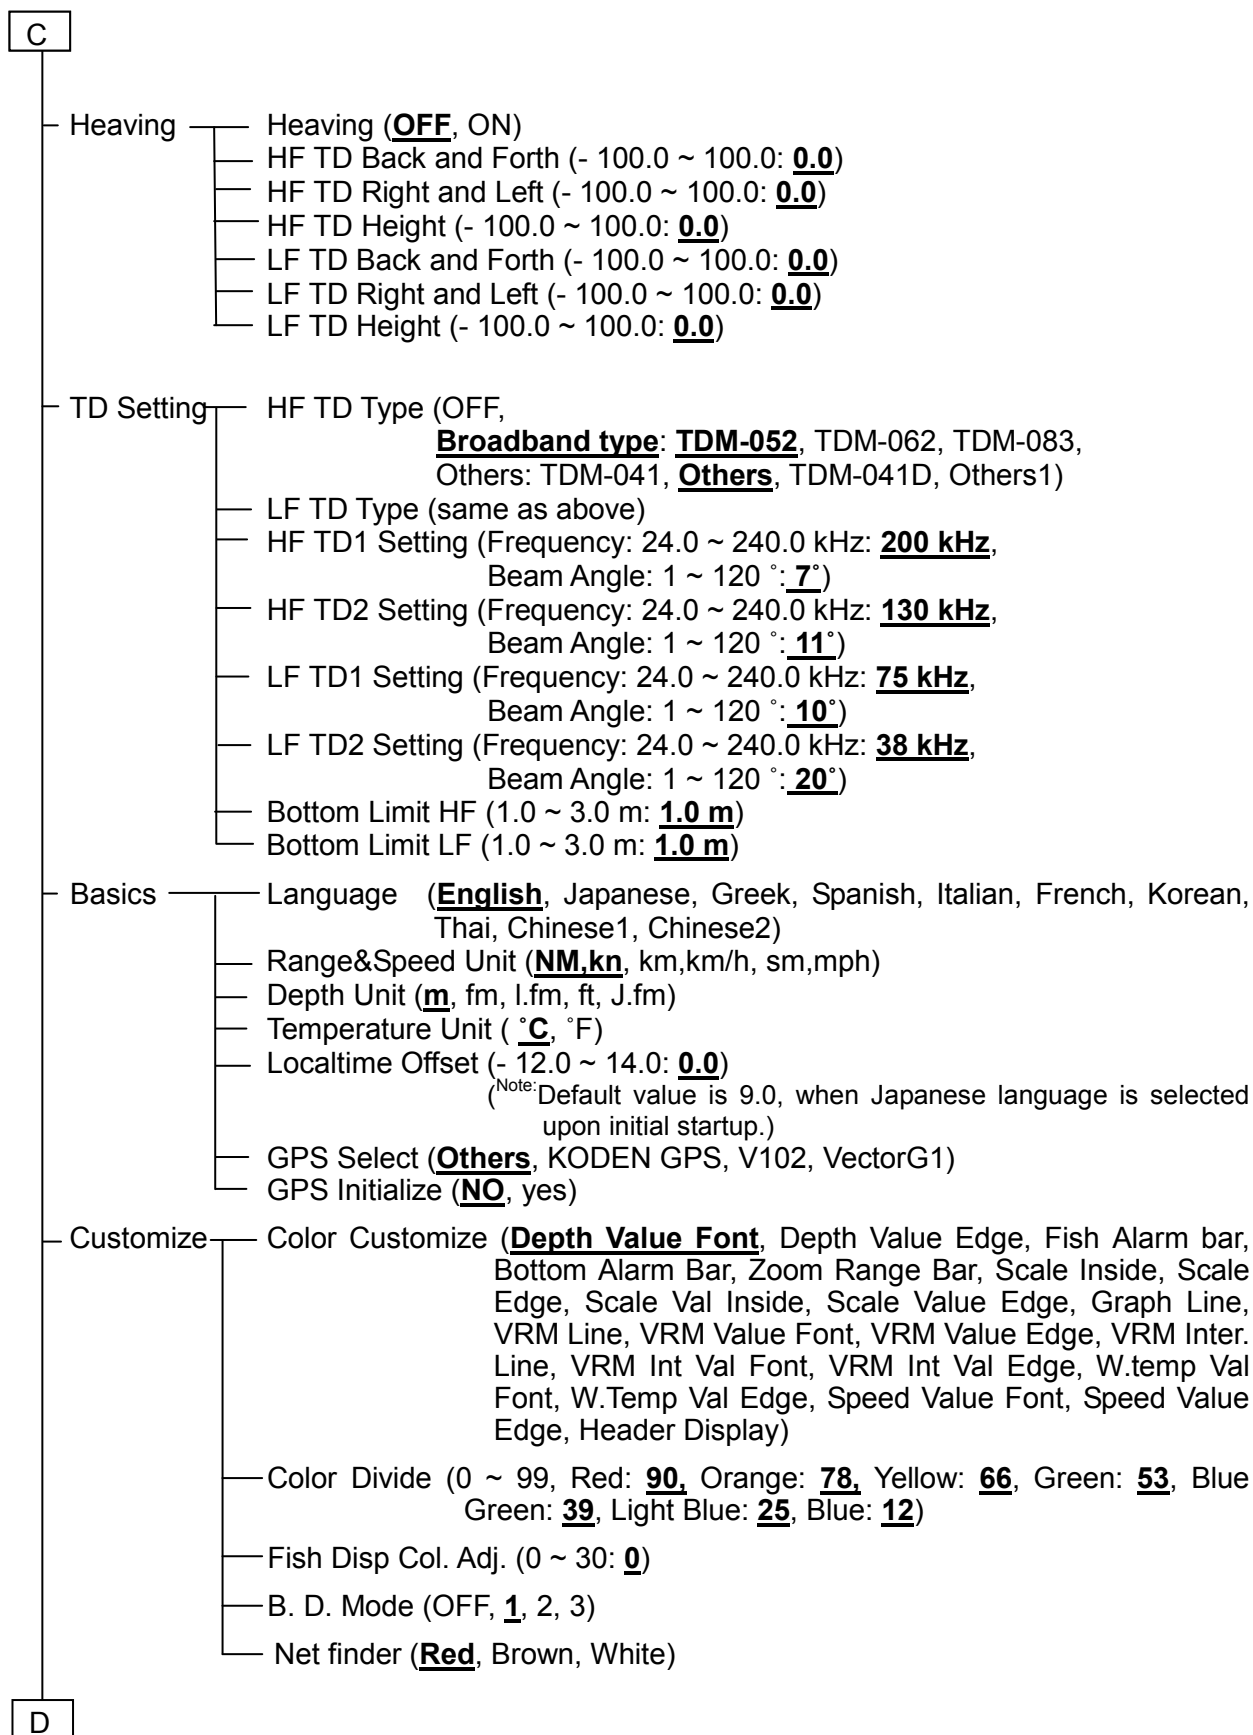 C
Heaving Heaving (OFF, ON)
HF TD Back and Forth (- 100.0 ~ 100.0: 0.0)
HF TD Right and Left (- 100.0 ~ 100.0: 0.0)
HF TD Height (- 100.0 ~ 100.0: 0.0)
LF TD Back and Forth (- 100.0 ~ 100.0: 0.0)
LF TD Right and Left (- 100.0 ~ 100.0: 0.0)
LF TD Height (- 100.0 ~ 100.0: 0.0)
TD Setting HF TD Type (OFF,
Broadband type: TDM-052, TDM-062, TDM-083,
Others: TDM-041, Others, TDM-041D, Others1)
LF TD Type (same as above)
HF TD1 Setting (Frequency: 24.0 ~ 240.0 kHz: 200 kHz,
Beam Angle: 1 ~ 120 ˚: 7˚)
HF TD2 Setting (Frequency: 24.0 ~ 240.0 kHz: 130 kHz,
Beam Angle: 1 ~ 120 ˚: 11˚)
LF TD1 Setting (Frequency: 24.0 ~ 240.0 kHz: 75 kHz,
Beam Angle: 1 ~ 120 ˚: 10˚)
LF TD2 Setting (Frequency: 24.0 ~ 240.0 kHz: 38 kHz,
Beam Angle: 1 ~ 120 ˚: 20˚)
Bottom Limit HF (1.0 ~ 3.0 m: 1.0 m)
Bottom Limit LF (1.0 ~ 3.0 m: 1.0 m)
Basics Language (English, Japanese, Greek, Spanish, Italian, French, Korean,
Thai, Chinese1, Chinese2)
Range&Speed Unit (NM,kn, km,km/h, sm,mph)
Depth Unit (m, fm, I.fm, ft, J.fm)
Temperature Unit ( ˚C, ˚F)
Localtime Offset (- 12.0 ~ 14.0: 0.0)
(Note:Default value is 9.0, when Japanese language is selected
upon initial startup.)
GPS Select (Others, KODEN GPS, V102, VectorG1)
GPS Initialize (NO, yes)
Customize Color Customize (Depth Value Font, Depth Value Edge, Fish Alarm bar,
Bottom Alarm Bar, Zoom Range Bar, Scale Inside, Scale
Edge, Scale Val Inside, Scale Value Edge, Graph Line,
VRM Line, VRM Value Font, VRM Value Edge, VRM Inter.
Line, VRM Int Val Font, VRM Int Val Edge, W.temp Val
Font, W.Temp Val Edge, Speed Value Font, Speed Value
Edge, Header Display)
Color Divide (0 ~ 99, Red: 90, Orange: 78, Yellow: 66, Green: 53, Blue
Green: 39, Light Blue: 25, Blue: 12)
Fish Disp Col. Adj. (0 ~ 30: 0)
B. D. Mode (OFF, 1, 2, 3)
Net finder (Red, Brown, White)
D